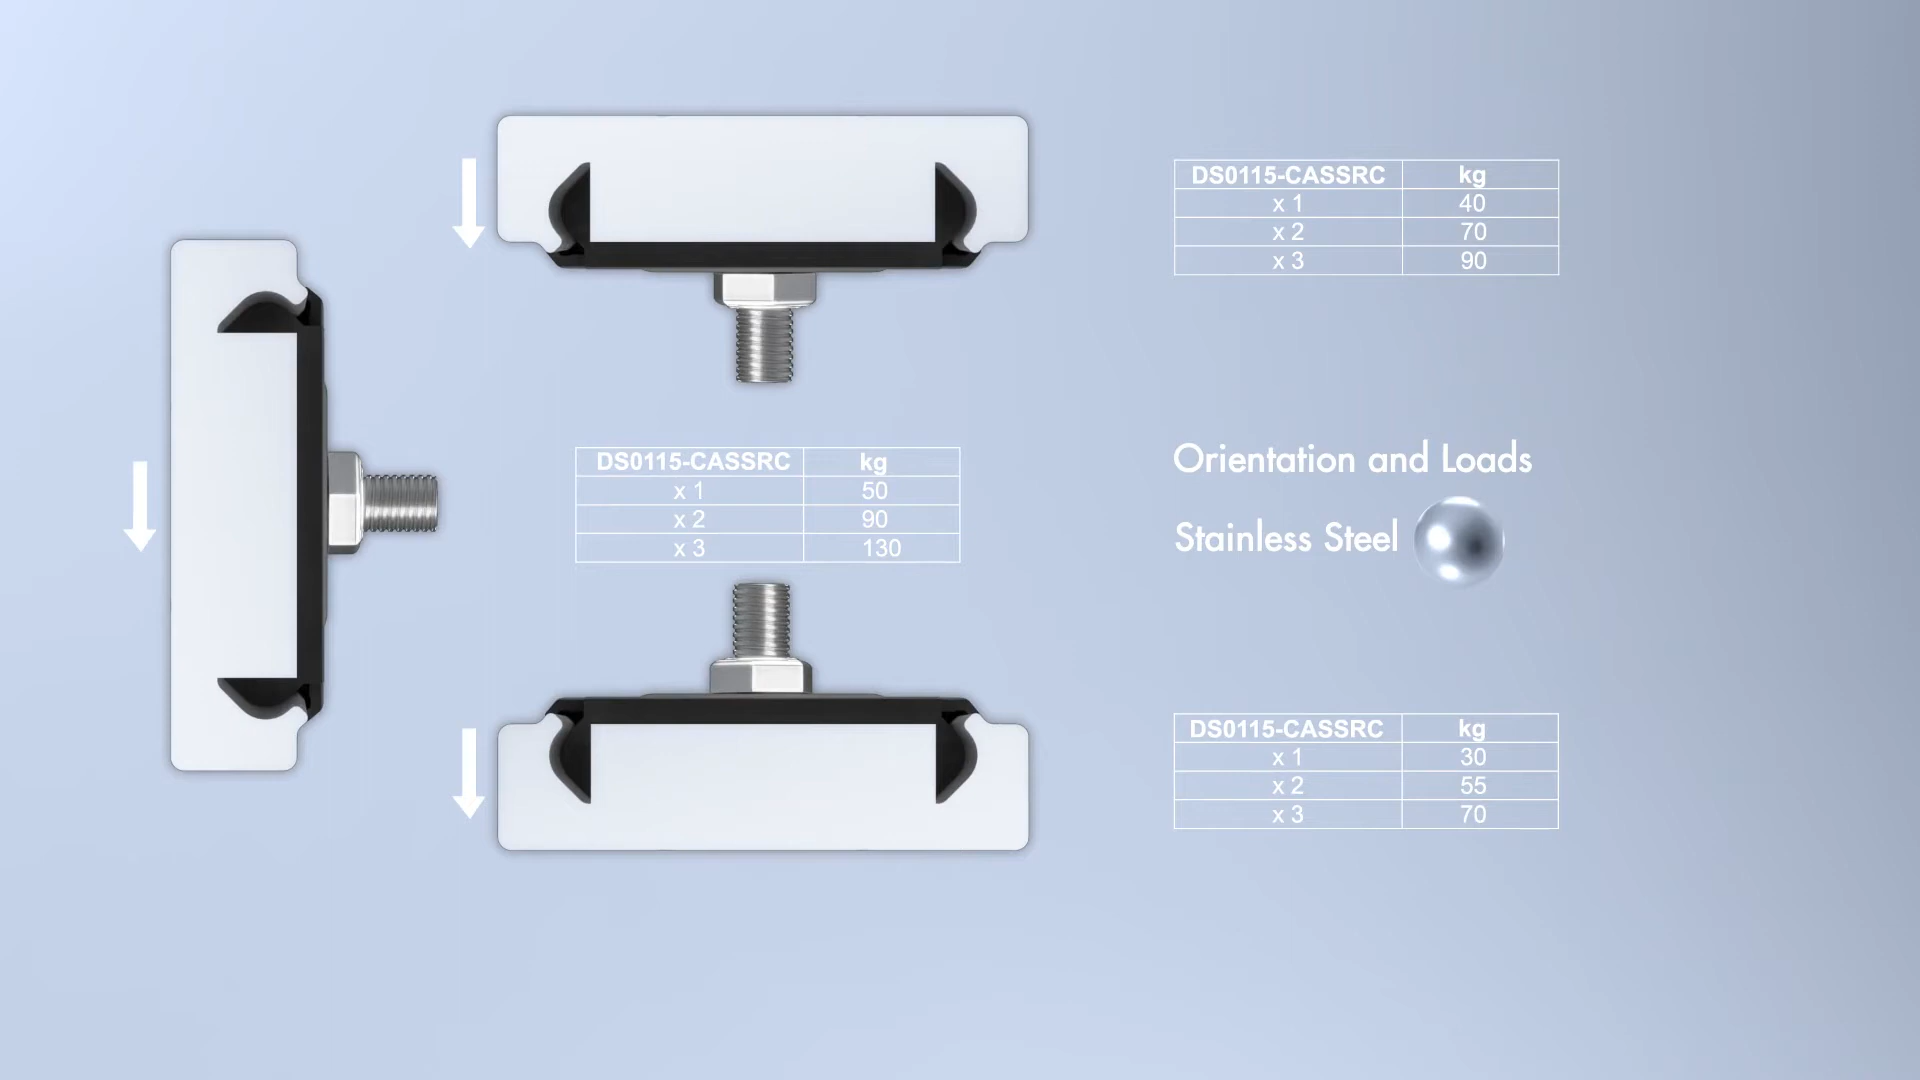 DS0115-CASSRC kg
x 1 40
x 2 70
x 3 90
DS0115-CASSRC kg
x 1 50
x 2 90
x 3 130
Orientation and Loads
Stainless Steel
DS0115-CASSRC kg
x 1 30
x 2 55
x 3 70